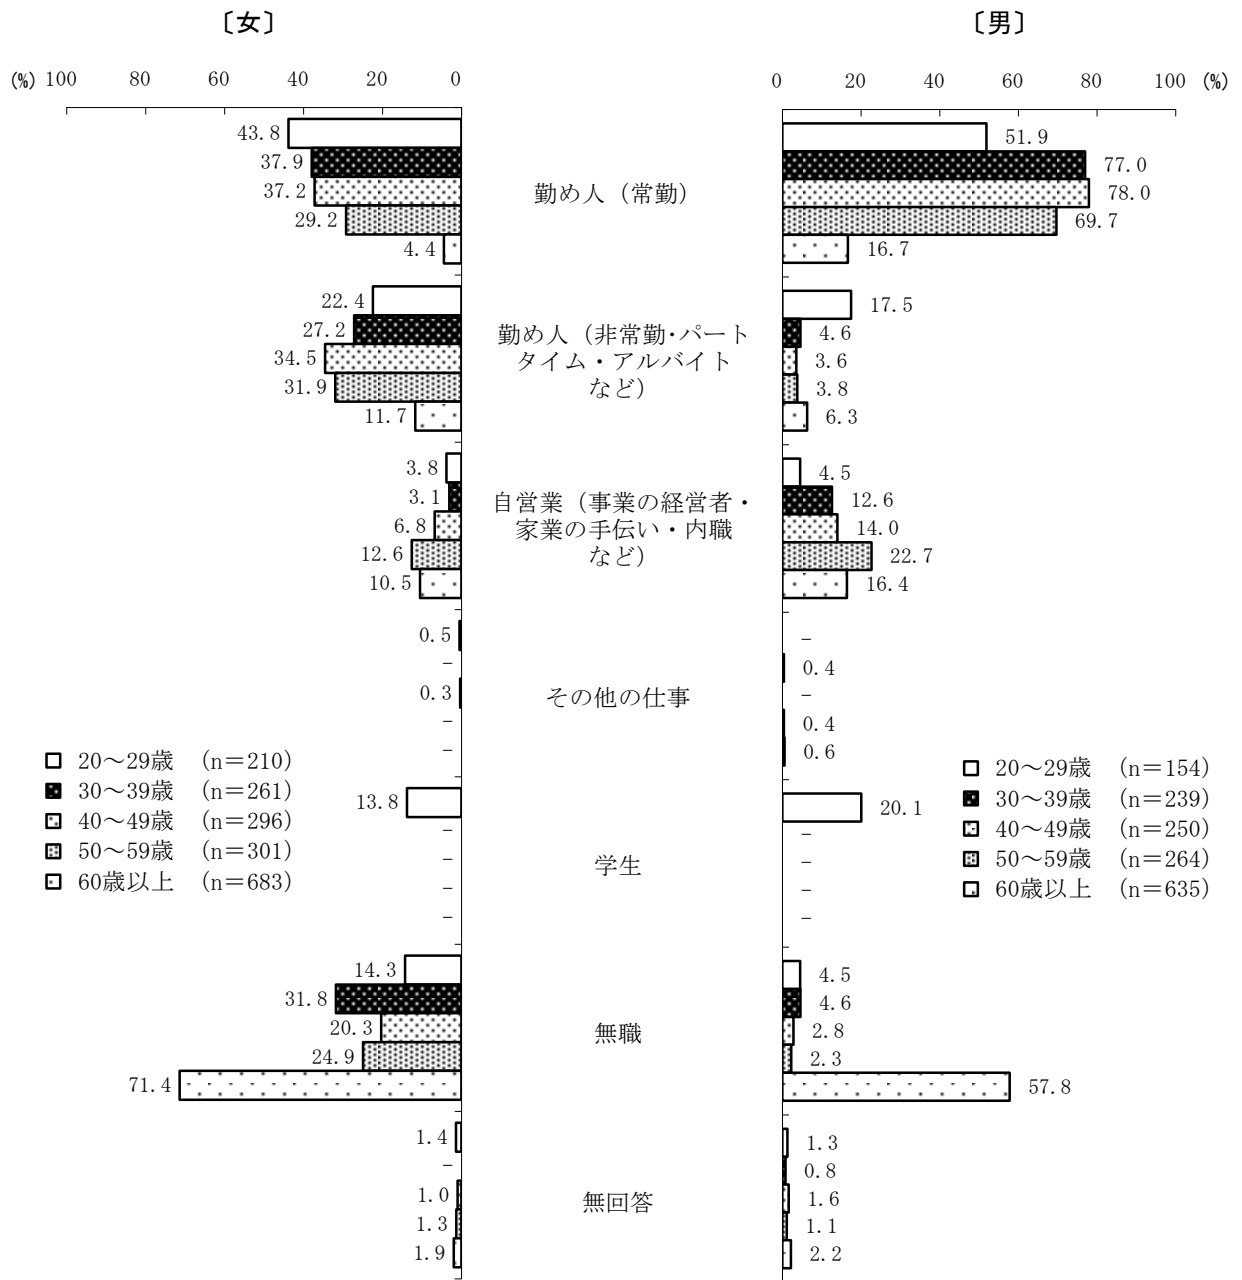 〔女〕
〔男〕
(%) 100 80 60 40 20 0
0 20 40 60 80 100 (%)
43.8
37.9
37.2
29.2
4.4
勤め人（常勤）
51.9
77.0
78.0
69.7
16.7
22.4
27.2
34.5
31.9
11.7
勤め人（非常勤・パート
タイム・アルバイト
など）
17.5
4.6
3.6
3.8
6.3
3.8
3.1
6.8
12.6
10.5
自営業（事業の経営者・
家業の手伝い・内職
など）
4.5
12.6
14.0
22.7
16.4
0.5
－
0.3
－
－
その他の仕事
－
0.4
－
0.4
0.6
20～29歳　（n＝210）
30～39歳　（n＝261）
40～49歳　（n＝296）
50～59歳　（n＝301）
60歳以上　（n＝683）
13.8
－
－
－
学生
20.1
－
－
－
20～29歳　（n＝154）
30～39歳　（n＝239）
40～49歳　（n＝250）
50～59歳　（n＝264）
60歳以上　（n＝635）
14.3
31.8
20.3
24.9
71.4
無職
4.5
4.6
2.8
2.3
57.8
1.4
－
1.0
1.3
1.9
無回答
1.3
0.8
1.6
1.1
2.2